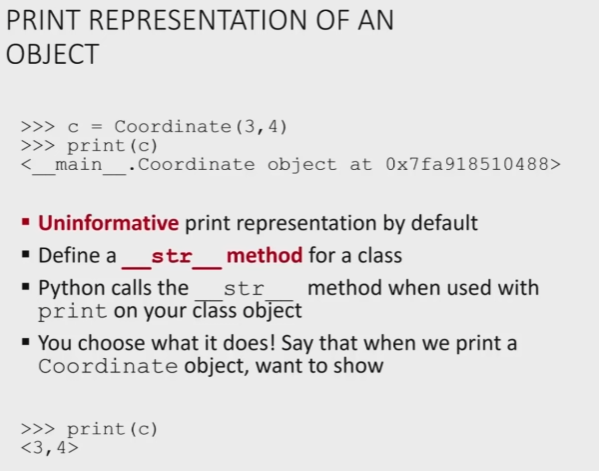 PRINT REPRESENTATION OF AN
OBJECT
>>> c = Coordinate(3,4)
>>> print(c)
<__main__.Coordinate object at 0x7fa918510488>
▪ Uninformative print representation by default
▪ Define a __str__ method for a class
▪ Python calls the __str__ method when used with
print on your class object
▪ You choose what it does! Say that when we print a
Coordinate object, want to show
>>> print(c)
<3,4>